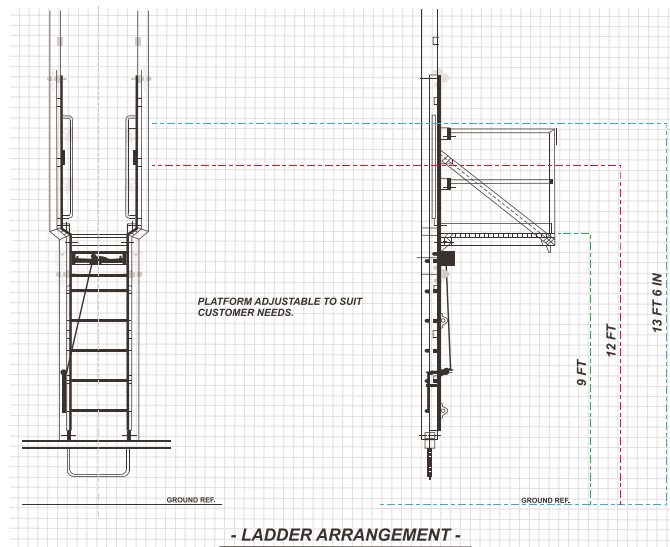 PLATFORM ADJUSTABLE TO SUIT
CUSTOMER NEEDS.
9 FT
12 FT
13 FT 6 IN
GROUND REF.
GROUND REF.
- LADDER ARRANGEMENT -